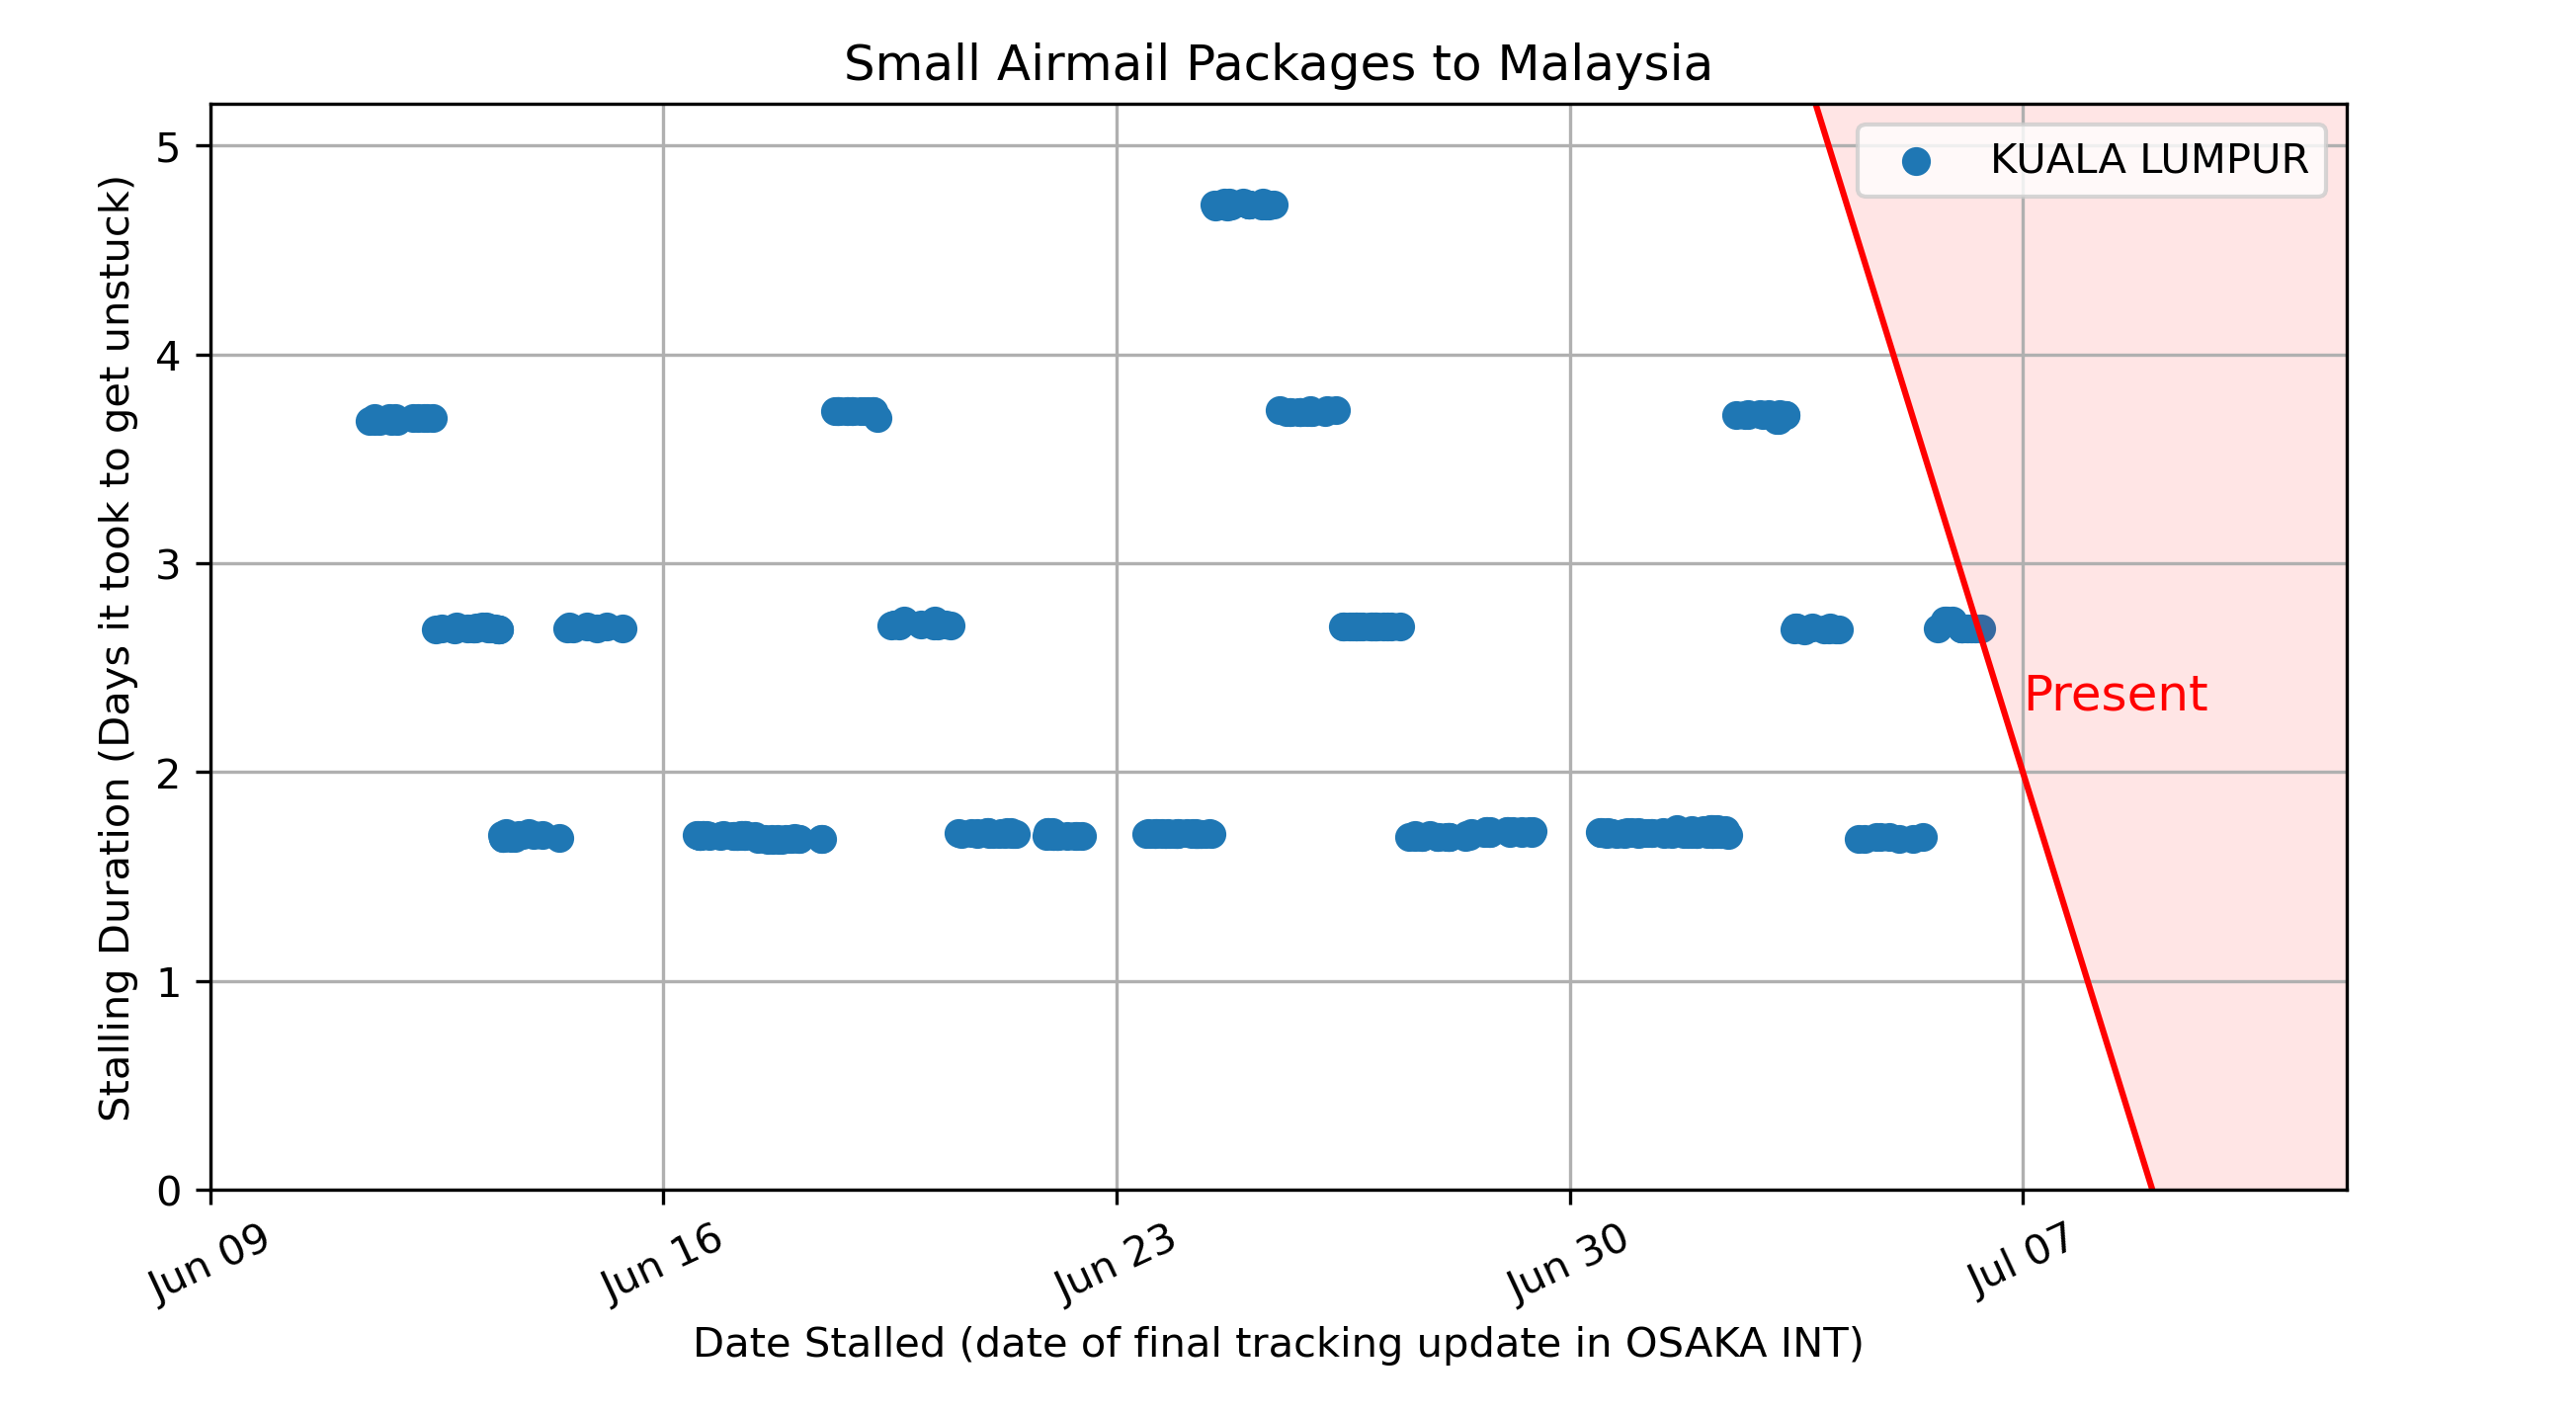 Small Airmail Packages to Malaysia
KUALA LUMPUR
Present
Stalling Duration (Days it took to get unstuck)
5
4
3
2
1
0
Jun 09
Jun 16
Jun 23
Jun 30
Jul 07
Date Stalled (date of final tracking update in OSAKA INT)